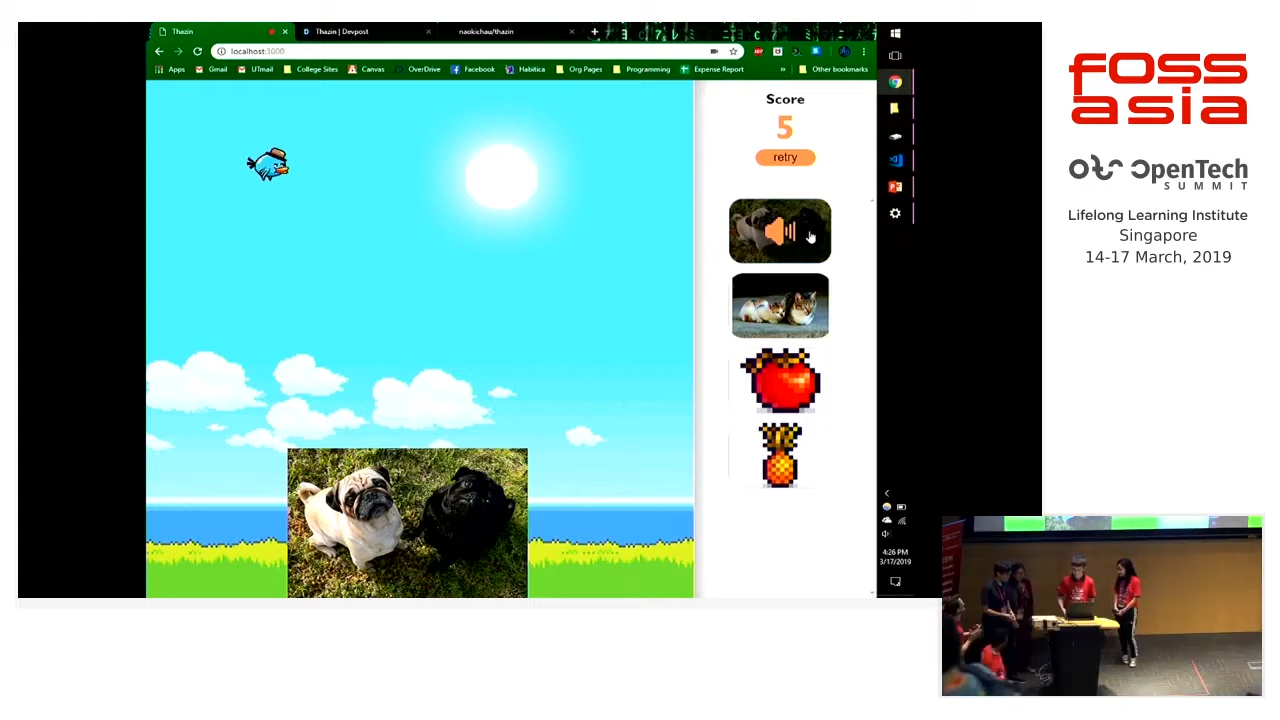 Thazin
Thazin | Devpost
naokichau/thazin
localhost:3000
Apps
Gmail
UTmail
College Sites
Canvas
OverDrive
Facebook
Habitica
Org Pages
Programming
Expense Report
»
Other bookmarks
Score
5
retry
4:26 PM
3/17/2019
FOSS
ASIA
OpenTech
SUMMIT
Lifelong Learning Institute
Singapore
14-17 March, 2019